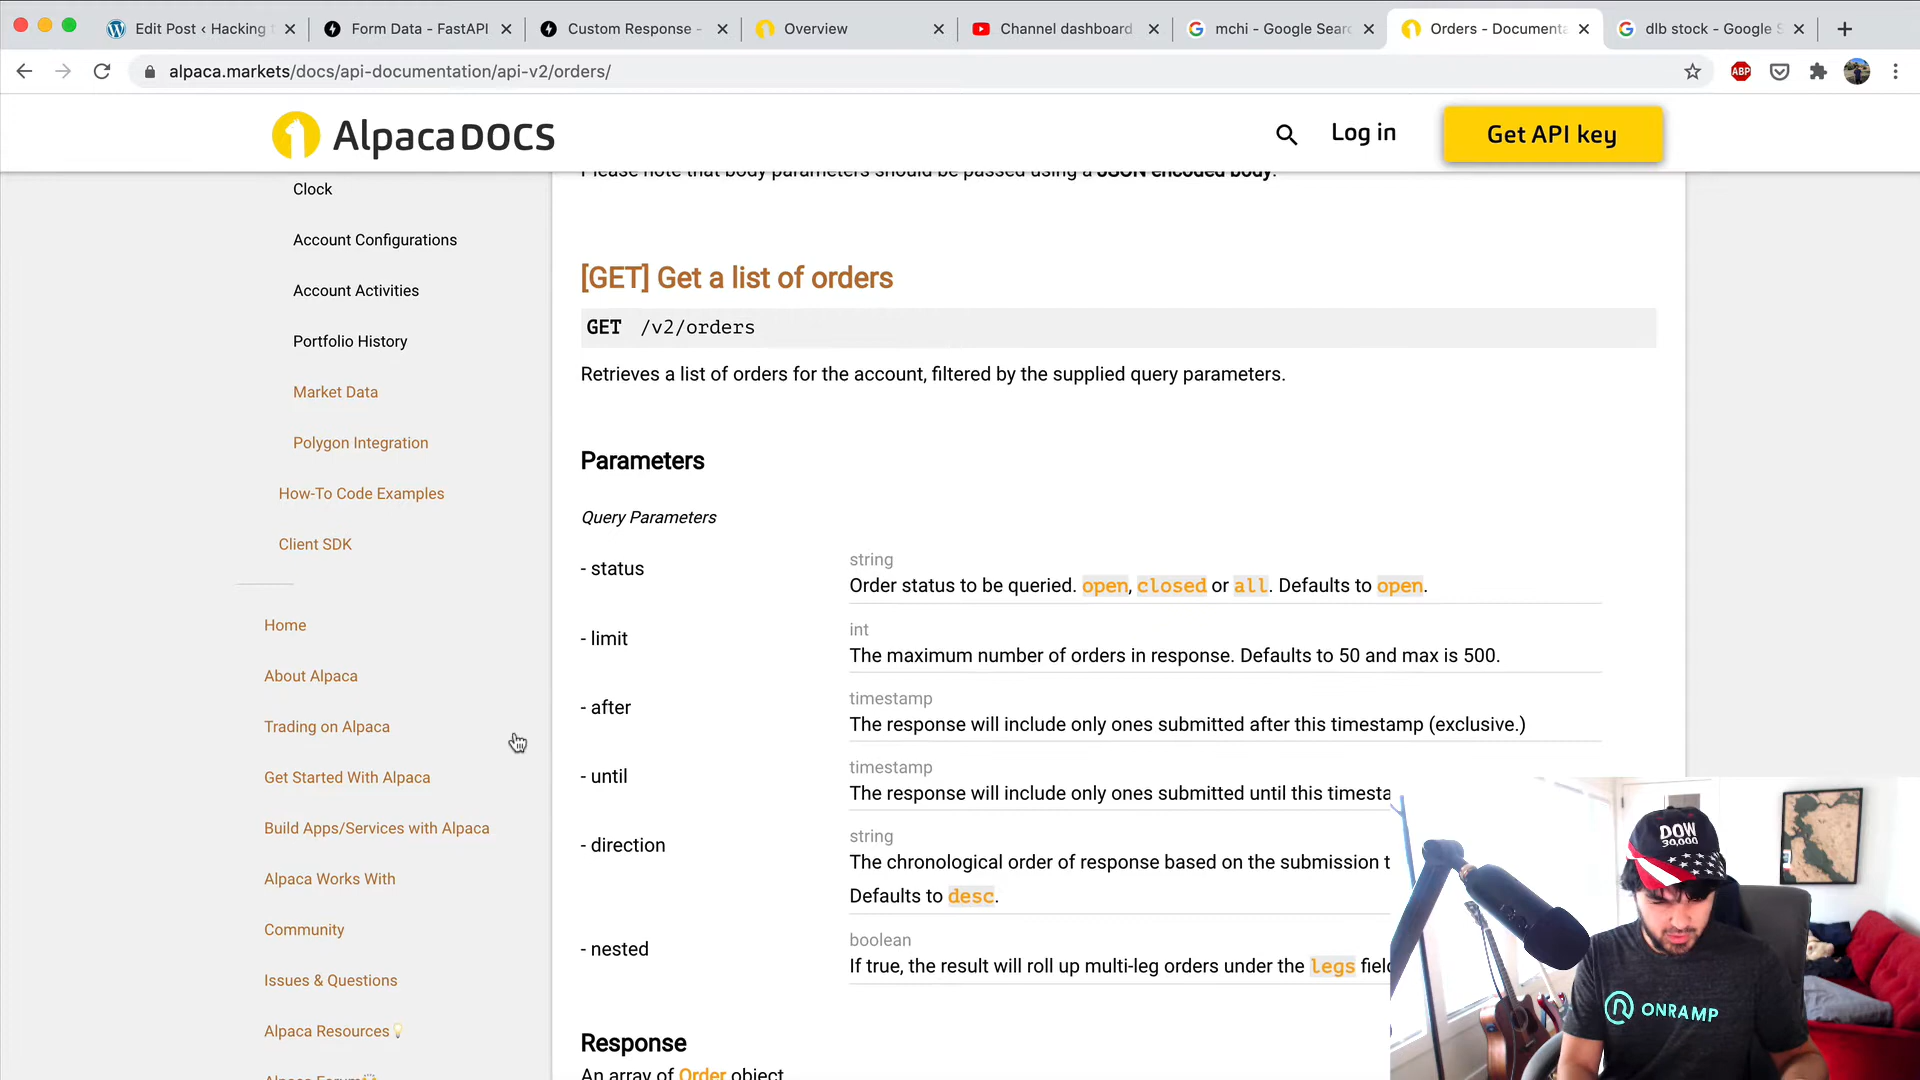 Edit Post ‹ Hacking
Form Data - FastAPI
Custom Response -
Overview
Channel dashboard
mchi - Google Sear
Orders - Documenta
dlb stock - Google S
alpaca.markets/docs/api-documentation/api-v2/orders/
ABP
AlpacaDOCS
Log in
Get API key
Clock
Account Configurations
Account Activities
Portfolio History
Market Data
Polygon Integration
How-To Code Examples
Client SDK
Home
About Alpaca
Trading on Alpaca
Get Started With Alpaca
Build Apps/Services with Alpaca
Alpaca Works With
Community
Issues & Questions
Alpaca Resources💡
Alpaca Forum
Please note that body parameters should be passed using a JSON encoded body.
[GET] Get a list of orders
GET /v2/orders
Retrieves a list of orders for the account, filtered by the supplied query parameters.
Parameters
Query Parameters
- status
string
Order status to be queried. open, closed or all. Defaults to open.
- limit
int
The maximum number of orders in response. Defaults to 50 and max is 500.
- after
timestamp
The response will include only ones submitted after this timestamp (exclusive.)
- until
timestamp
The response will include only ones submitted until this timesta
- direction
string
The chronological order of response based on the submission t
Defaults to desc.
- nested
boolean
If true, the result will roll up multi-leg orders under the legs fiel
Response
An array of Order object
DOW
30,000
ONRAMP